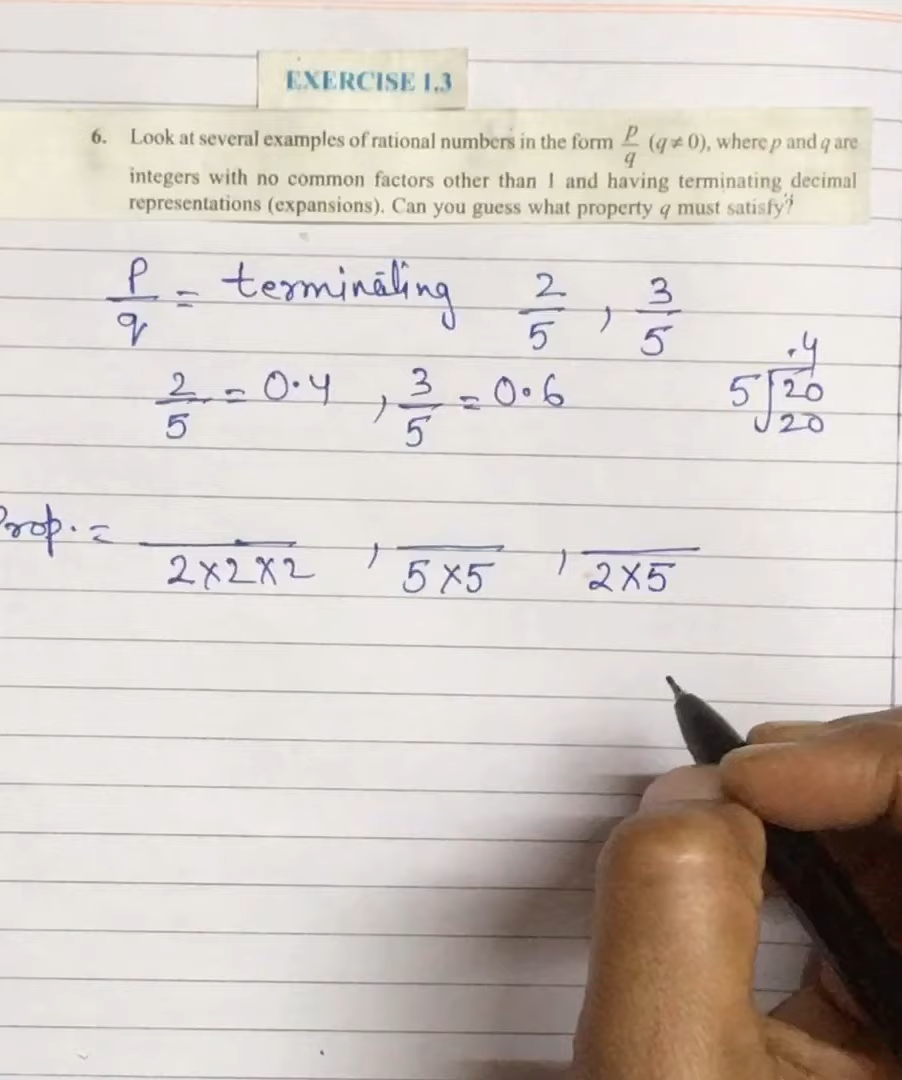 EXERCISE 1.3
6. Look at several examples of rational numbers in the form p/q (q ≠ 0), where p and q are
integers with no common factors other than 1 and having terminating decimal
representations (expansions). Can you guess what property q must satisfy?
p/q = terminating 2/5 , 3/5
2/5 = 0.4 , 3/5 = 0.6
.4
5 20
20
Prop. = 
2×2×2 , 5×5 , 2×5